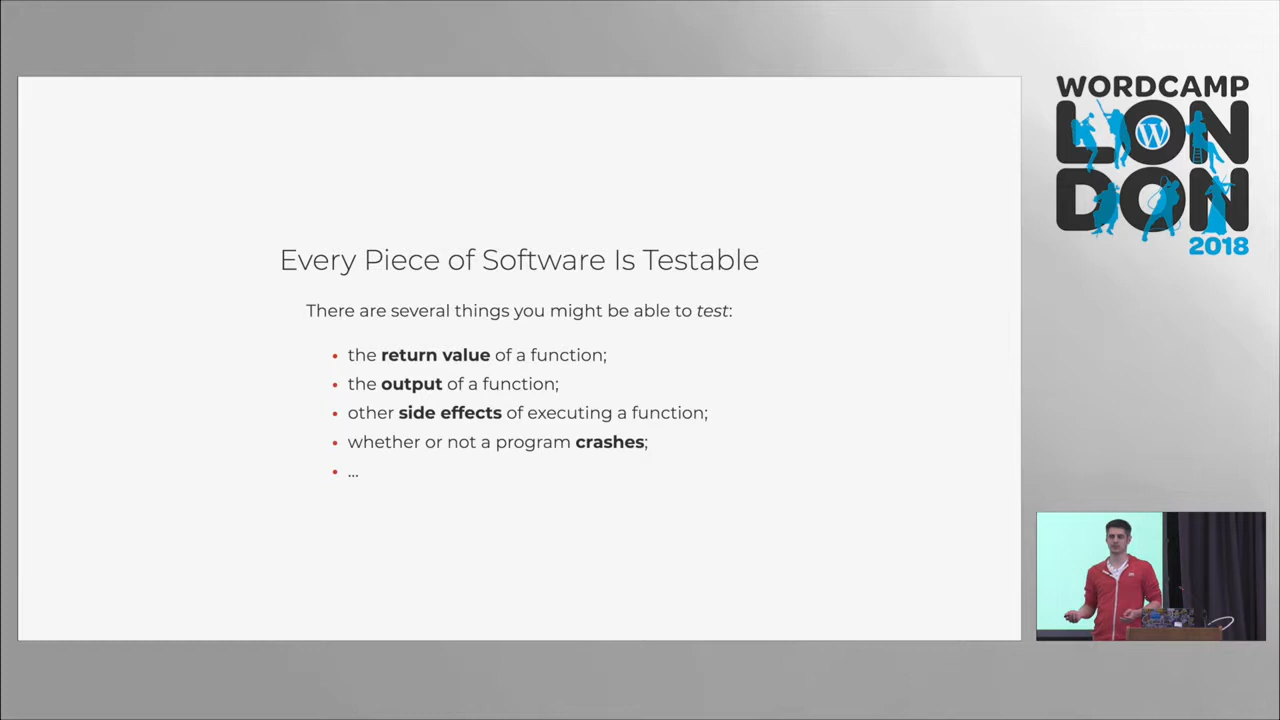 Every Piece of Software Is Testable
There are several things you might be able to test:
• the return value of a function;
• the output of a function;
• other side effects of executing a function;
• whether or not a program crashes;
• ...
WORDCAMP
LON
DON
2018